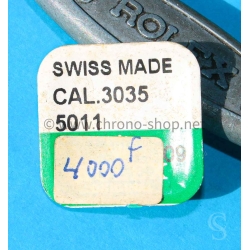 ROLEX
SWISS MADE
CAL.3035
5011
© www.chrono-shop.net
4000 F